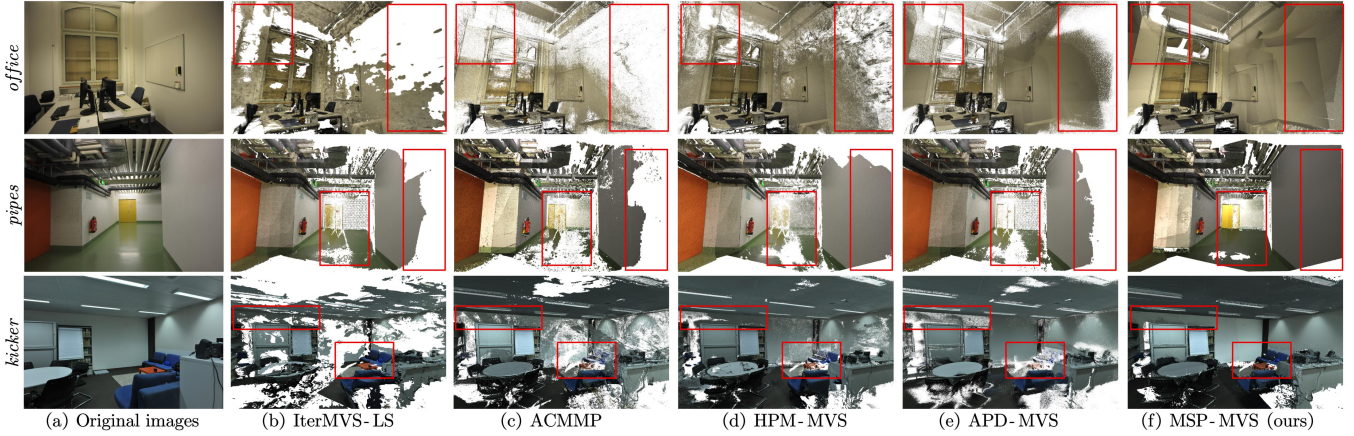 office
pipes
kicker
(a) Original images
(b) IterMVS-LS
(c) ACMMP
(d) HPM-MVS
(e) APD-MVS
(f) MSP-MVS (ours)